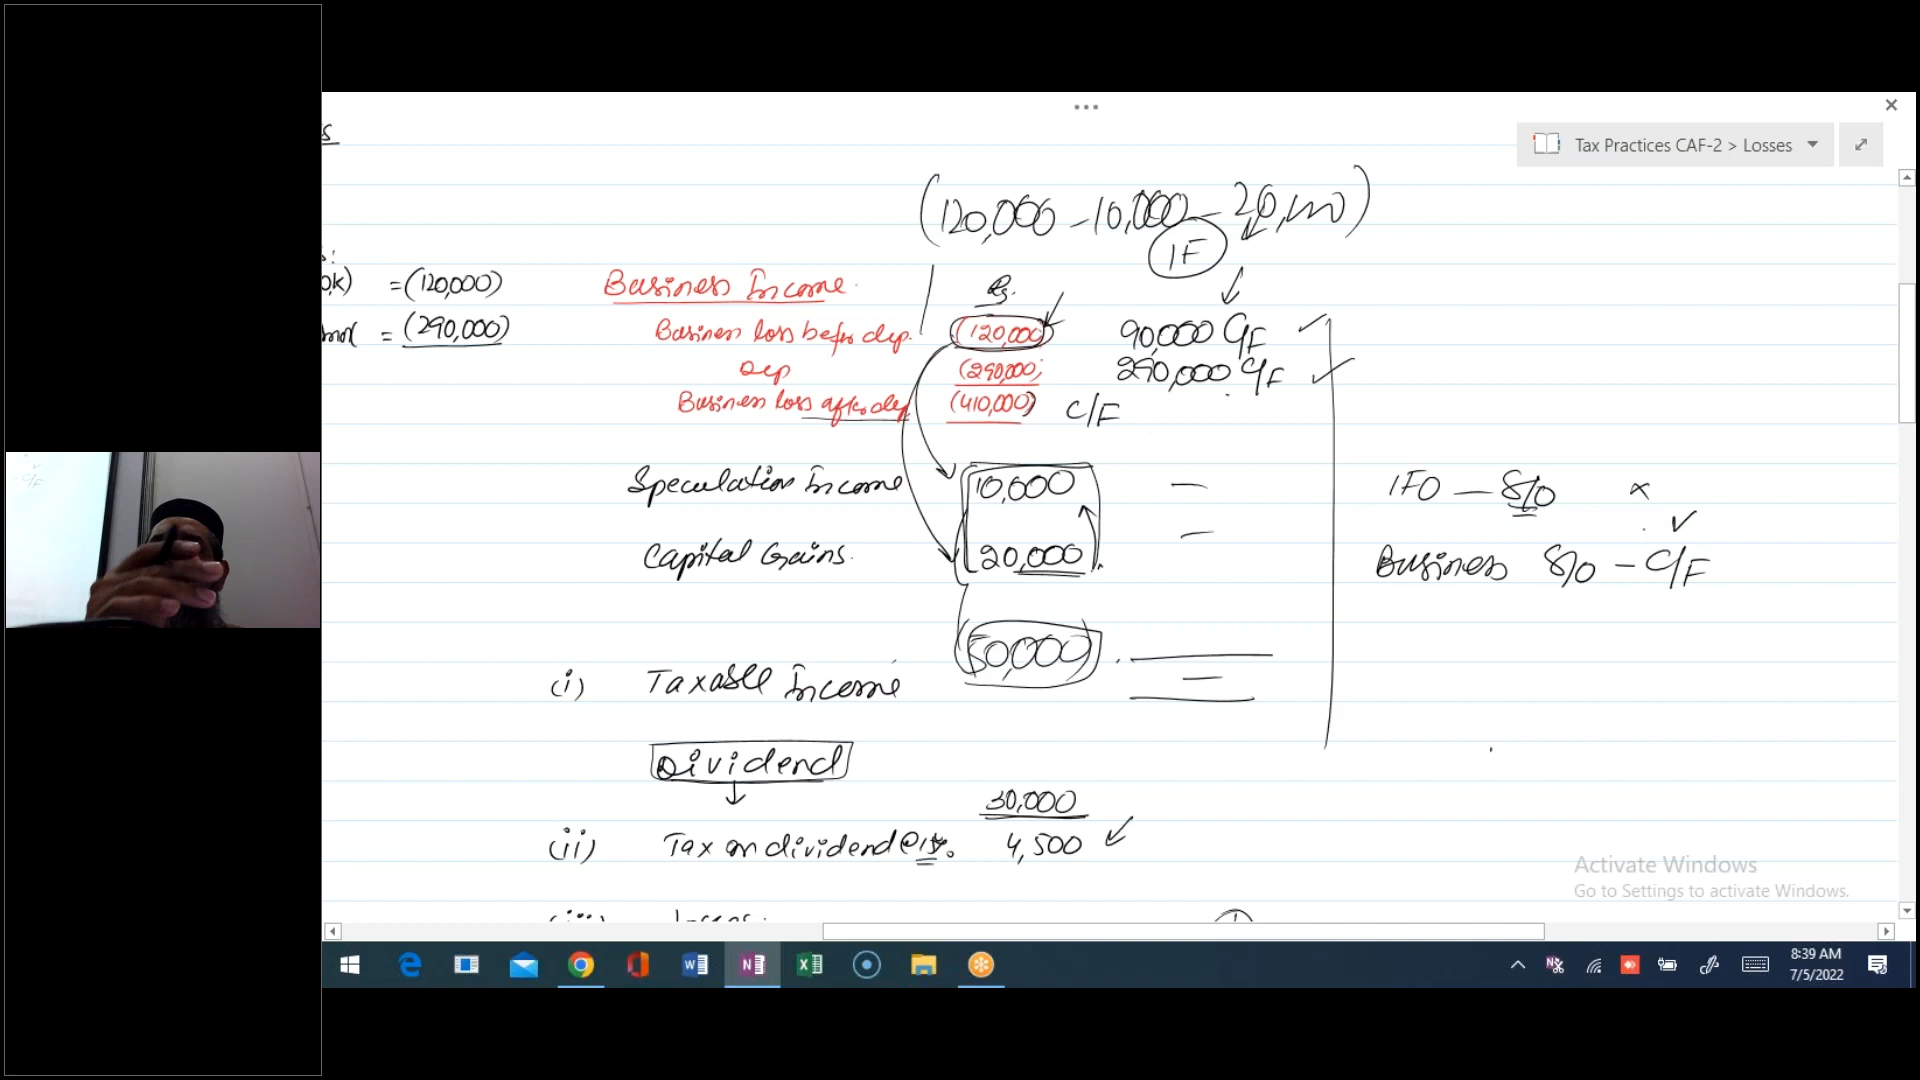 s
Tax Practices CAF-2 > Losses
(120,000 - 10,000 - 20,000)
IF
= (120,000)
Business Income
Rs.
= (290,000)
Business loss before dep. (120,000) 90,000 C/F
Dep (290,000) 290,000 C/F
Business loss after dep (410,000) C/F
Speculation Income 10,000 -
IFO - S/O ×
Capital Gains. 20,000 -
Business S/O - C/F
(50,000)
(i) Taxable Income
Dividend
30,000
(ii) Tax on dividend @ 15%. 4,500
Activate Windows
Go to Settings to activate Windows.
8:39 AM
7/5/2022